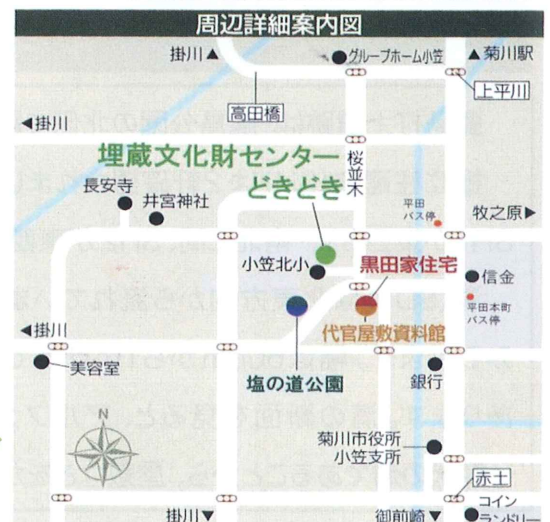 周辺詳細案内図
掛川▲
グループホーム小笠
▲菊川駅
高田橋
上平川
◀掛川
埋蔵文化財センター
どきどき
桜並木
長安寺
井宮神社
平田
バス停
牧之原▶
小笠北小
黒田家住宅
信金
平田本町
バス停
◀掛川
代官屋敷資料館
美容室
塩の道公園
銀行
N
菊川市役所
小笠支所
赤土
掛川▼
御前崎▼
コイン
ランドリー